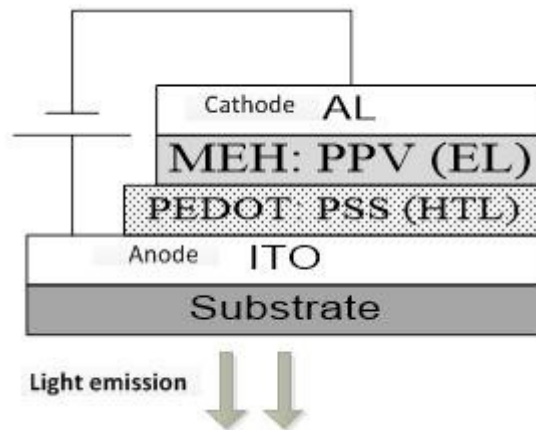 Cathode AL
MEH: PPV (EL)
PEDOT: PSS (HTL)
Anode ITO
Substrate
Light emission